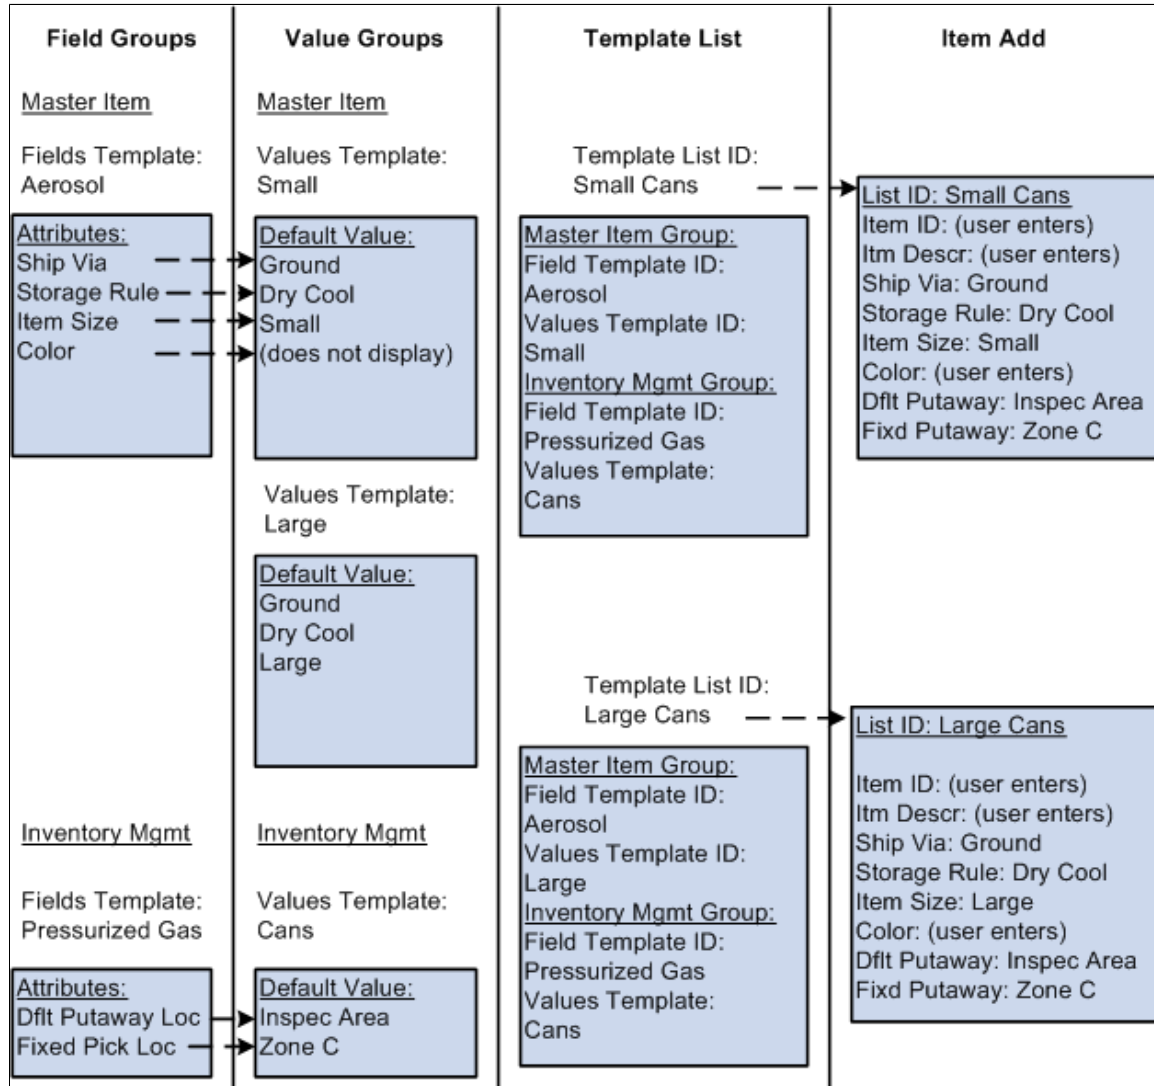 Field Groups
Master Item
Fields Template:
Aerosol
Attributes:
Ship Via
Storage Rule
Item Size
Color
Inventory Mgmt
Fields Template:
Pressurized Gas
Attributes:
Dflt Putaway Loc
Fixed Pick Loc
Value Groups
Master Item
Values Template:
Small
Default Value:
Ground
Dry Cool
Small
(does not display)
Values Template:
Large
Default Value:
Ground
Dry Cool
Large
Inventory Mgmt
Values Template:
Cans
Default Value:
Inspec Area
Zone C
Template List
Template List ID:
Small Cans
Master Item Group:
Field Template ID:
Aerosol
Values Template ID:
Small
Inventory Mgmt Group:
Field Template ID:
Pressurized Gas
Values Template:
Cans
Template List ID:
Large Cans
Master Item Group:
Field Template ID:
Aerosol
Values Template ID:
Large
Inventory Mgmt Group:
Field Template ID:
Pressurized Gas
Values Template:
Cans
Item Add
List ID: Small Cans
Item ID: (user enters)
Itm Descr: (user enters)
Ship Via: Ground
Storage Rule: Dry Cool
Item Size: Small
Color: (user enters)
Dflt Putaway: Inspec Area
Fixd Putaway: Zone C
List ID: Large Cans
Item ID: (user enters)
Itm Descr: (user enters)
Ship Via: Ground
Storage Rule: Dry Cool
Item Size: Large
Color: (user enters)
Dflt Putaway: Inspec Area
Fixd Putaway: Zone C